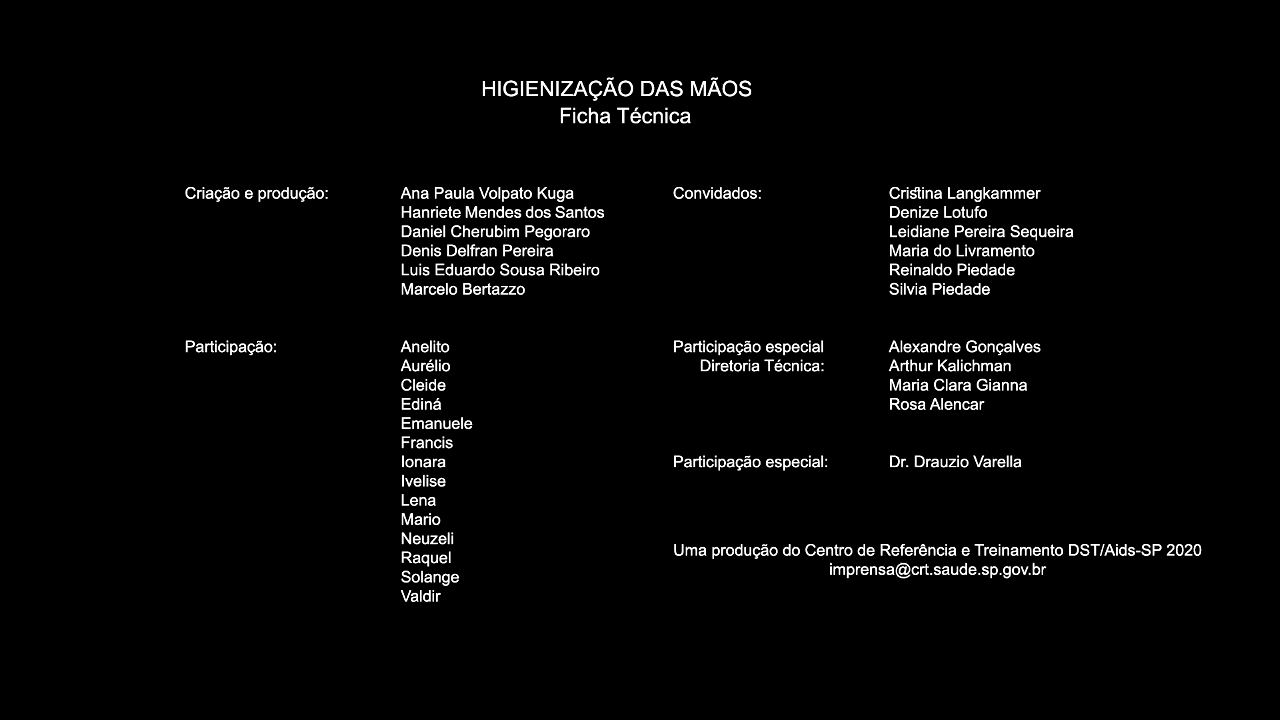 HIGIENIZAÇÃO DAS MÃOS
Ficha Técnica
Criação e produção:
Ana Paula Volpato Kuga
Hanriete Mendes dos Santos
Daniel Cherubim Pegoraro
Denis Delfran Pereira
Luis Eduardo Sousa Ribeiro
Marcelo Bertazzo
Convidados:
Cristina Langkammer
Denize Lotufo
Leidiane Pereira Sequeira
Maria do Livramento
Reinaldo Piedade
Silvia Piedade
Participação:
Anelito
Aurélio
Cleide
Ediná
Emanuele
Francis
Ionara
Ivelise
Lena
Mario
Neuzeli
Raquel
Solange
Valdir
Participação especial
Diretoria Técnica:
Alexandre Gonçalves
Arthur Kalichman
Maria Clara Gianna
Rosa Alencar
Participação especial:
Dr. Drauzio Varella
Uma produção do Centro de Referência e Treinamento DST/Aids-SP 2020
imprensa@crt.saude.sp.gov.br